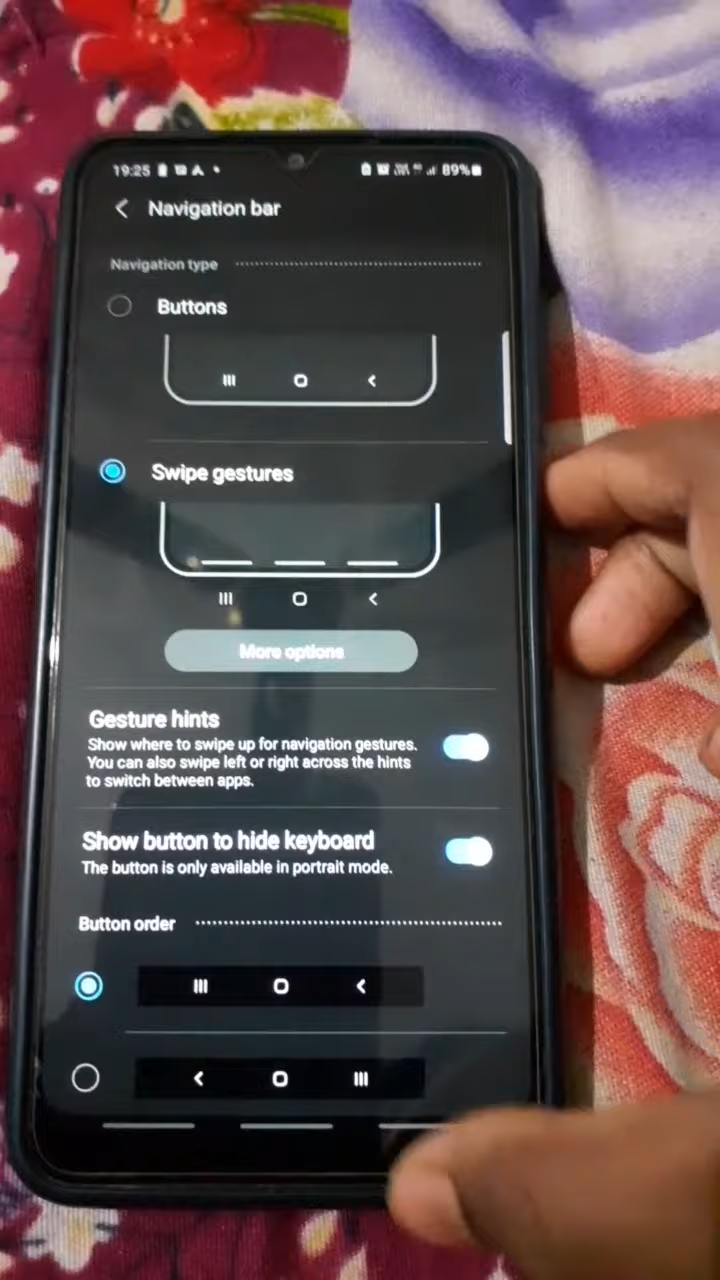 19:25 89%
Navigation bar
Navigation type
Buttons
Swipe gestures
More options
Gesture hints
Show where to swipe up for navigation gestures.
You can also swipe left or right across the hints
to switch between apps.
Show button to hide keyboard
The button is only available in portrait mode.
Button order